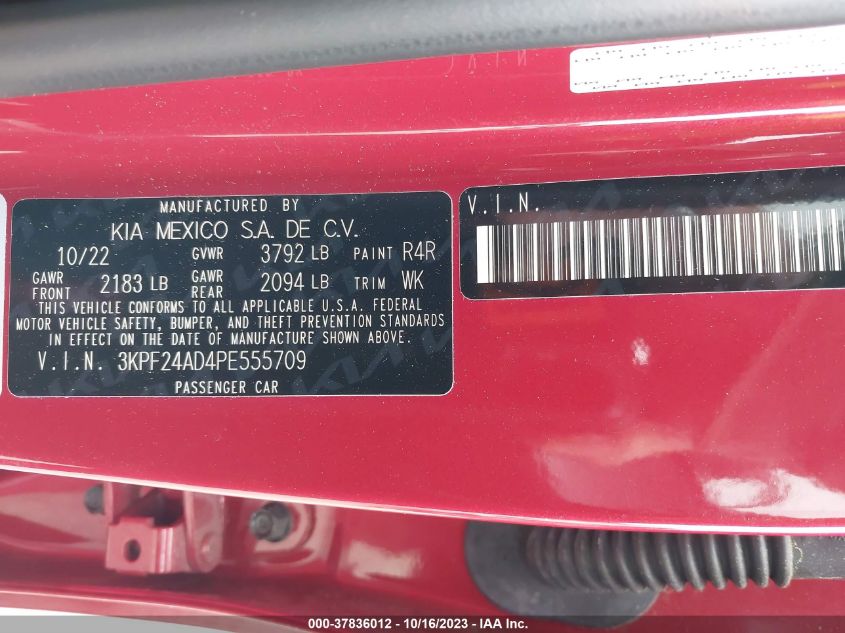 MANUFACTURED BY
KIA MEXICO S.A. DE C.V.
10/22 GVWR 3792 LB PAINT R4R
GAWR FRONT 2183 LB GAWR REAR 2094 LB TRIM WK
THIS VEHICLE CONFORMS TO ALL APPLICABLE U.S.A. FEDERAL
MOTOR VEHICLE SAFETY, BUMPER, AND THEFT PREVENTION STANDARDS
IN EFFECT ON THE DATE OF MANUFACTURE SHOWN ABOVE.
V.I.N. 3KPF24AD4PE555709
PASSENGER CAR
V.I.N.
000-37836012 - 10/16/2023 - IAA Inc.